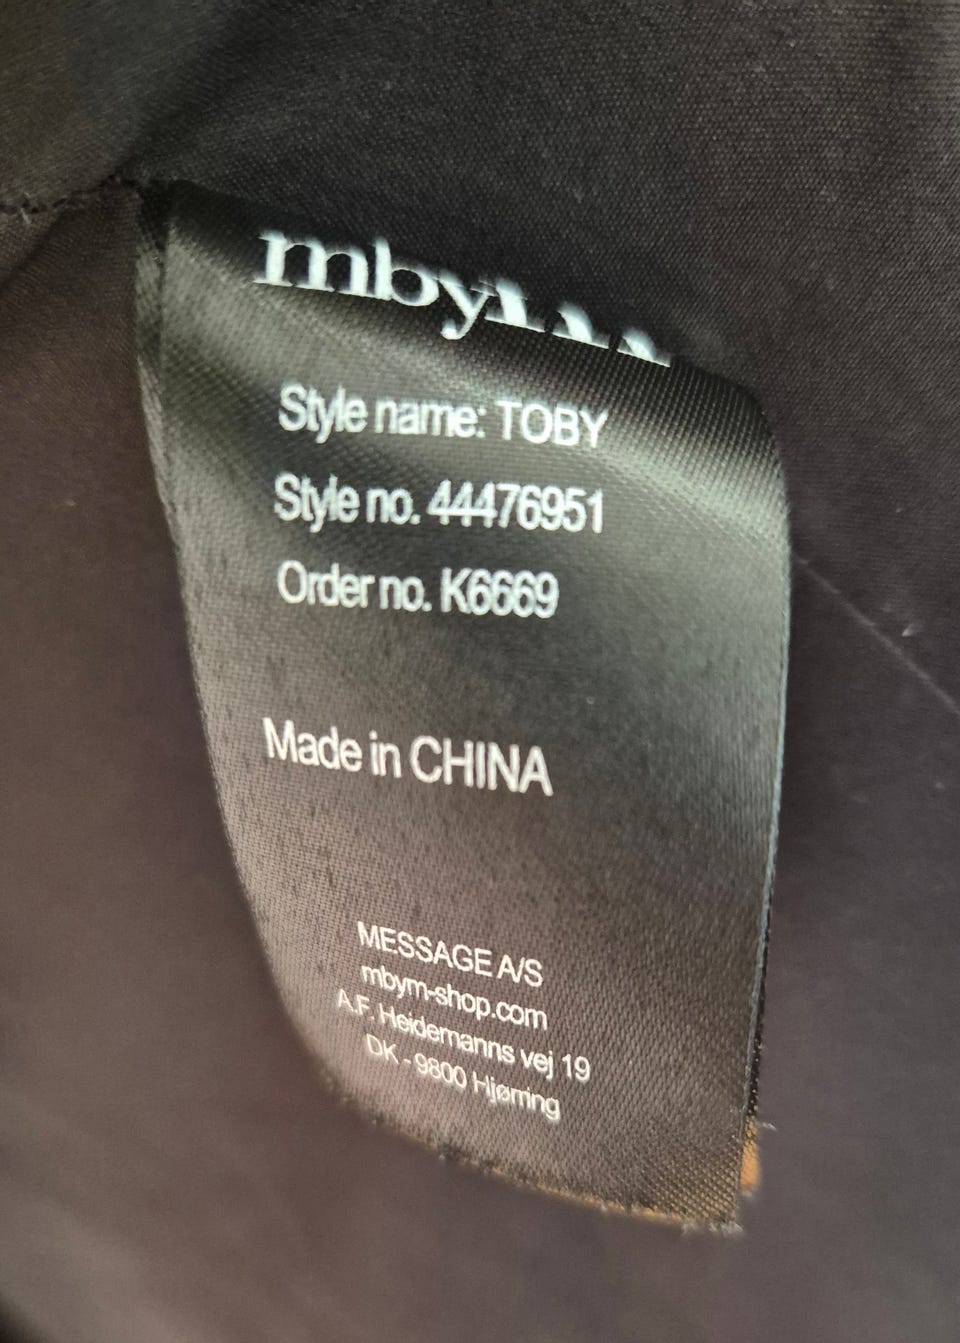 mbym
Style name: TOBY
Style no. 44476951
Order no. K6669
Made in CHINA
MESSAGE A/S
mbym-shop.com
A.F. Heidemanns vej 19
DK - 9800 Hjørring